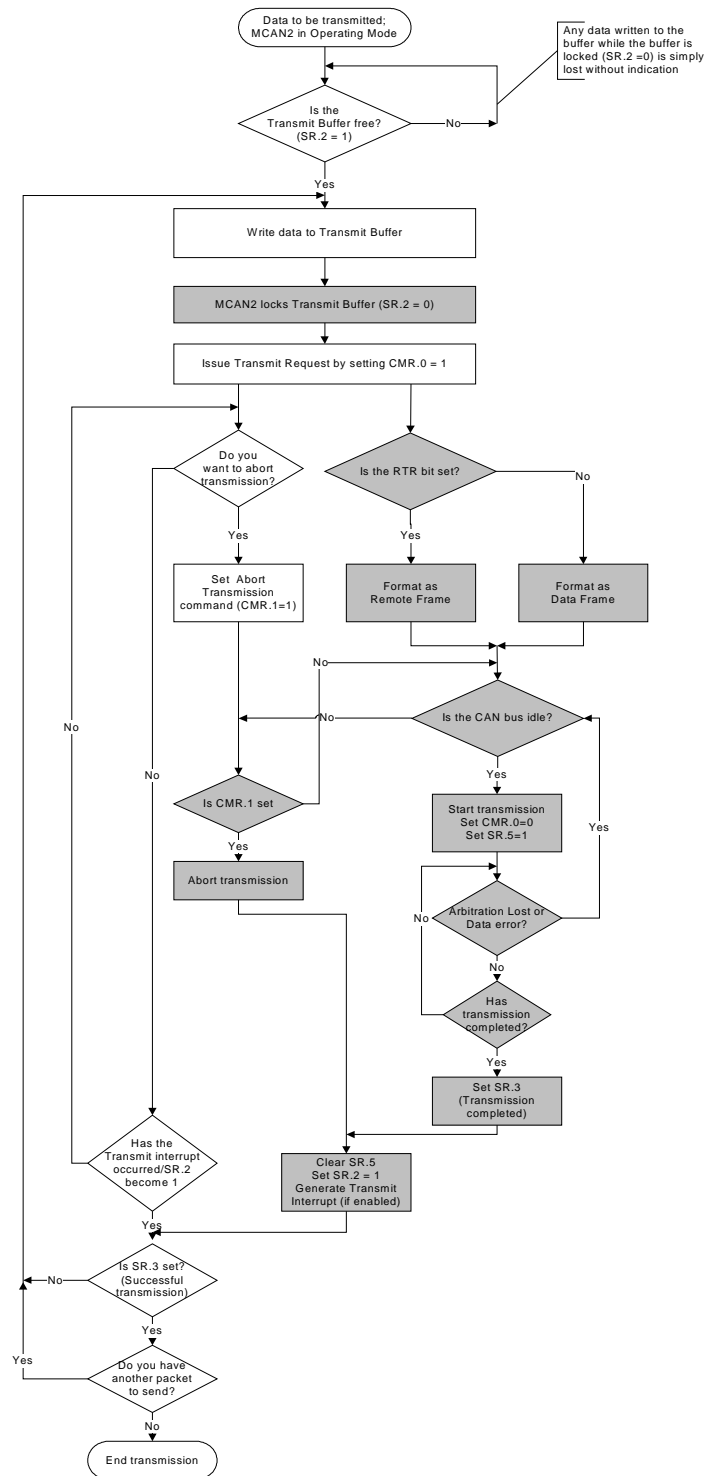 Data to be transmitted;
MCAN2 in Operating Mode
Any data written to the
buffer while the buffer is
locked (SR.2 =0) is simply
lost without indication
Is the
Transmit Buffer free?
(SR.2 = 1)
No
Yes
Write data to Transmit Buffer
MCAN2 locks Transmit Buffer (SR.2 = 0)
Issue Transmit Request by setting CMR.0 = 1
Do you
want to abort
transmission?
Is the RTR bit set?
No
Yes
Yes
Set Abort
Transmission
command (CMR.1=1)
Format as
Remote Frame
Format as
Data Frame
No
No
Is the CAN bus idle?
No
No
Yes
Is CMR.1 set
Start transmission
Set CMR.0=0
Set SR.5=1
Yes
Yes
Abort transmission
Arbitration Lost or
Data error?
No
No
Has
transmission
completed?
Yes
Set SR.3
(Transmission
completed)
Has the
Transmit interrupt
occurred/SR.2
become 1
Clear SR.5
Set SR.2 = 1
Generate Transmit
Interrupt (if enabled)
Yes
Is SR.3 set?
(Successful
transmission)
No
Yes
Yes
Do you have
another packet
to send?
No
End transmission